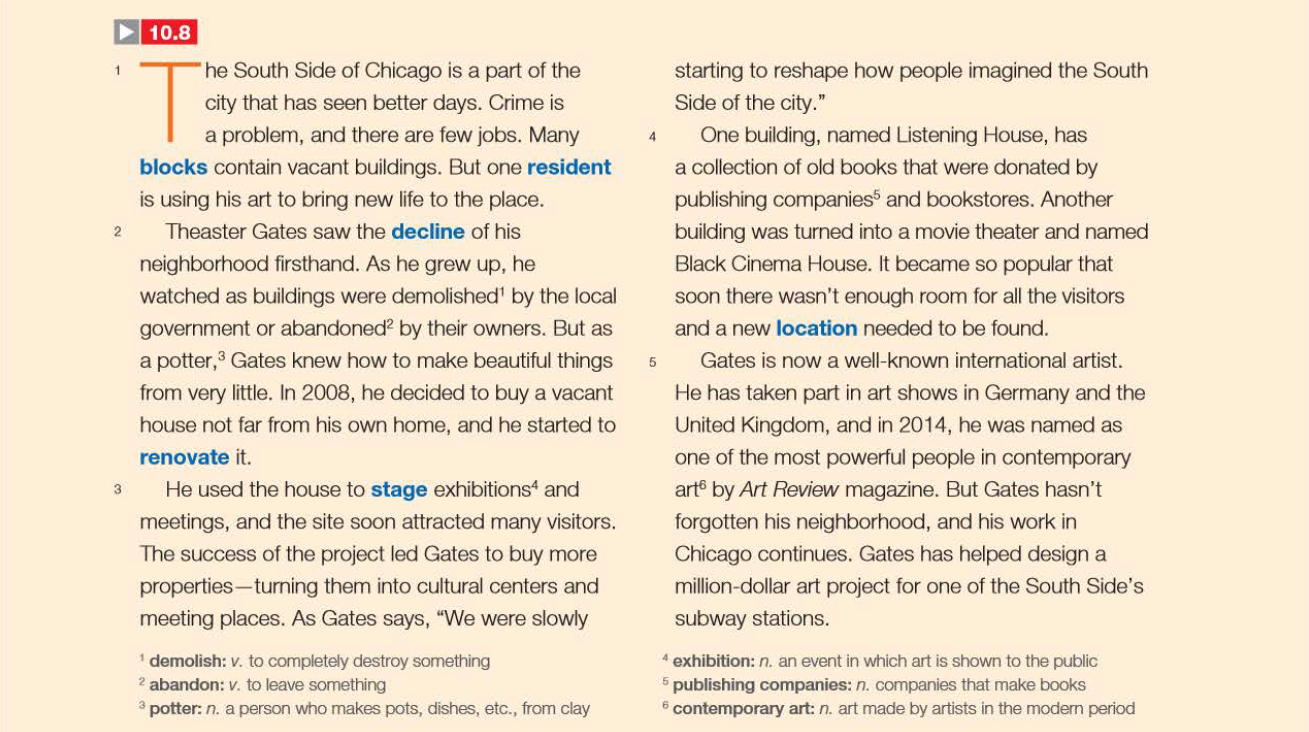 10.8
1 The South Side of Chicago is a part of the
city that has seen better days. Crime is
a problem, and there are few jobs. Many
blocks contain vacant buildings. But one resident
is using his art to bring new life to the place.
2 Theaster Gates saw the decline of his
neighborhood firsthand. As he grew up, he
watched as buildings were demolished¹ by the local
government or abandoned² by their owners. But as
a potter,³ Gates knew how to make beautiful things
from very little. In 2008, he decided to buy a vacant
house not far from his own home, and he started to
renovate it.
3 He used the house to stage exhibitions⁴ and
meetings, and the site soon attracted many visitors.
The success of the project led Gates to buy more
properties—turning them into cultural centers and
meeting places. As Gates says, “We were slowly
starting to reshape how people imagined the South
Side of the city.”
4 One building, named Listening House, has
a collection of old books that were donated by
publishing companies⁵ and bookstores. Another
building was turned into a movie theater and named
Black Cinema House. It became so popular that
soon there wasn’t enough room for all the visitors
and a new location needed to be found.
5 Gates is now a well-known international artist.
He has taken part in art shows in Germany and the
United Kingdom, and in 2014, he was named as
one of the most powerful people in contemporary
art⁶ by Art Review magazine. But Gates hasn’t
forgotten his neighborhood, and his work in
Chicago continues. Gates has helped design a
million-dollar art project for one of the South Side’s
subway stations.
¹ demolish: v. to completely destroy something
² abandon: v. to leave something
³ potter: n. a person who makes pots, dishes, etc., from clay
⁴ exhibition: n. an event in which art is shown to the public
⁵ publishing companies: n. companies that make books
⁶ contemporary art: n. art made by artists in the modern period